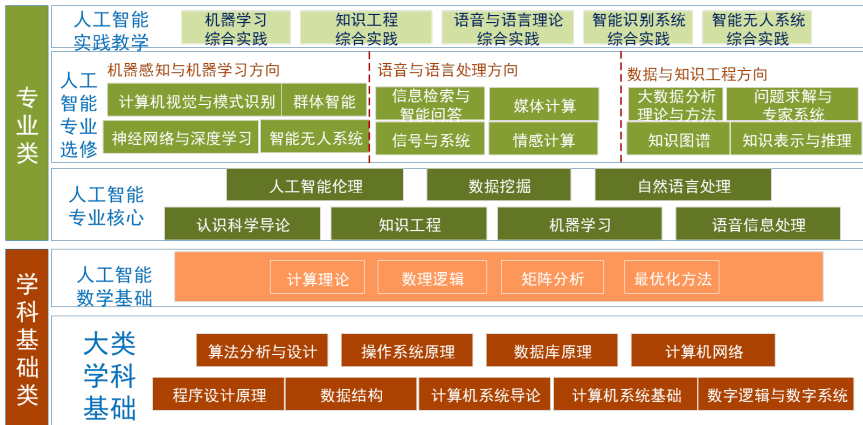 专业类
人工智能
实践教学
机器学习
综合实践
知识工程
综合实践
语音与语言理论
综合实践
智能识别系统
综合实践
智能无人系统
综合实践
人工
智能
专业
选修
机器感知与机器学习方向
计算机视觉与模式识别
群体智能
神经网络与深度学习
智能无人系统
语音与语言处理方向
信息检索与
智能问答
媒体计算
信号与系统
情感计算
数据与知识工程方向
大数据分析
理论与方法
问题求解与
专家系统
知识图谱
知识表示与推理
人工智能
专业核心
人工智能伦理
数据挖掘
自然语言处理
认识科学导论
知识工程
机器学习
语音信息处理
学科基础类
人工智能
数学基础
计算理论
数理逻辑
矩阵分析
最优化方法
大类
学科
基础
算法分析与设计
操作系统原理
数据库原理
计算机网络
程序设计原理
数据结构
计算机系统导论
计算机系统基础
数字逻辑与数字系统